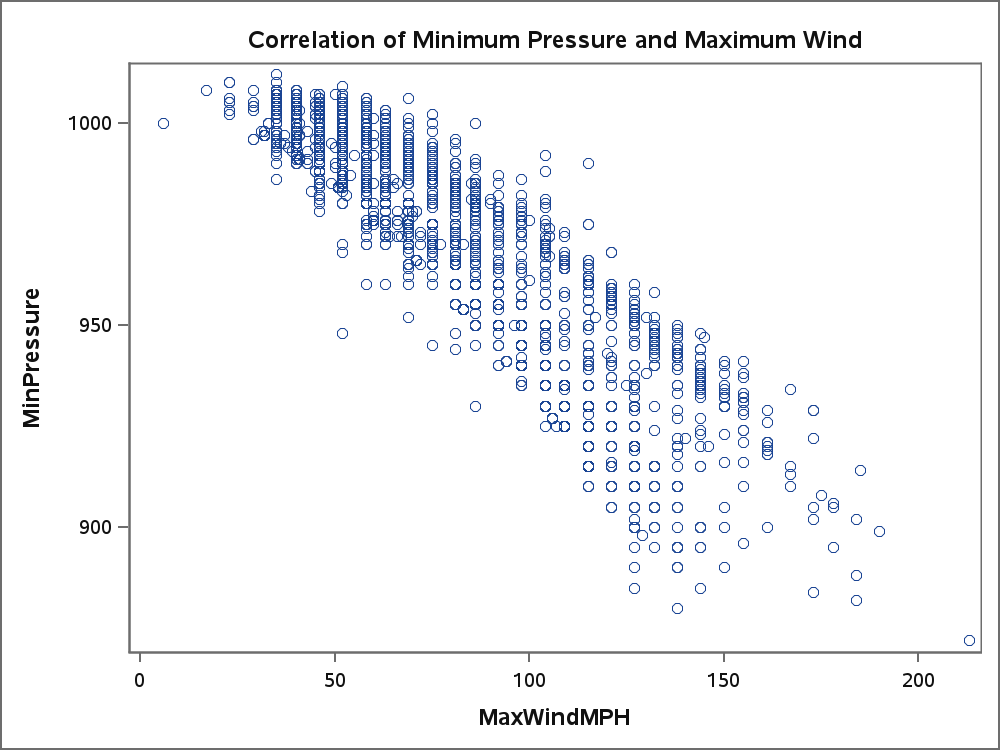 Correlation of Minimum Pressure and Maximum Wind
1000
950
900
MinPressure
0 50 100 150 200
MaxWindMPH